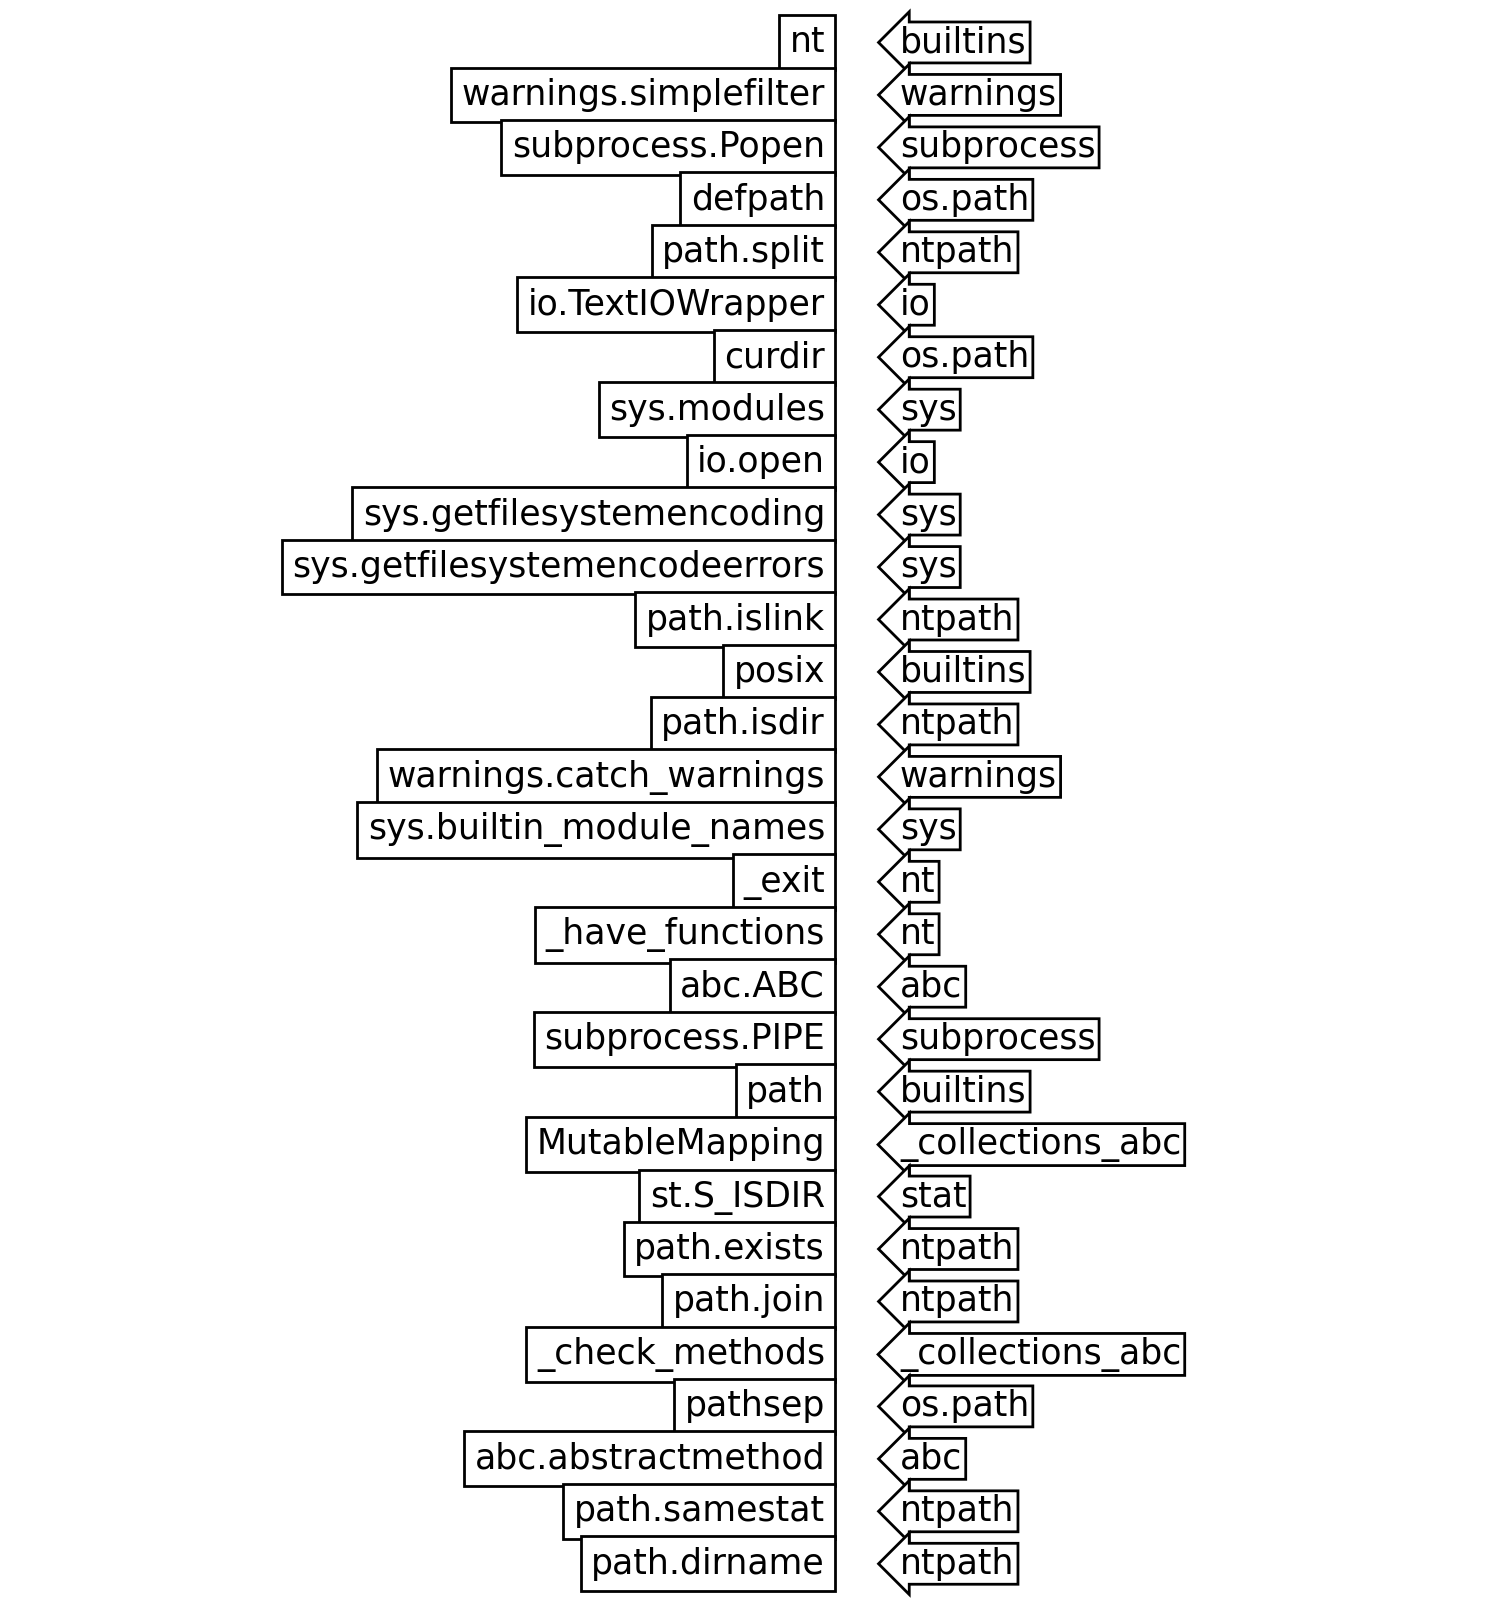 nt builtins
warnings.simplefilter warnings
subprocess.Popen subprocess
defpath os.path
path.split ntpath
io.TextIOWrapper io
curdir os.path
sys.modules sys
io.open io
sys.getfilesystemencoding sys
sys.getfilesystemencodeerrors sys
path.islink ntpath
posix builtins
path.isdir ntpath
warnings.catch_warnings warnings
sys.builtin_module_names sys
_exit nt
_have_functions nt
abc.ABC abc
subprocess.PIPE subprocess
path builtins
MutableMapping _collections_abc
st.S_ISDIR stat
path.exists ntpath
path.join ntpath
_check_methods _collections_abc
pathsep os.path
abc.abstractmethod abc
path.samestat ntpath
path.dirname ntpath